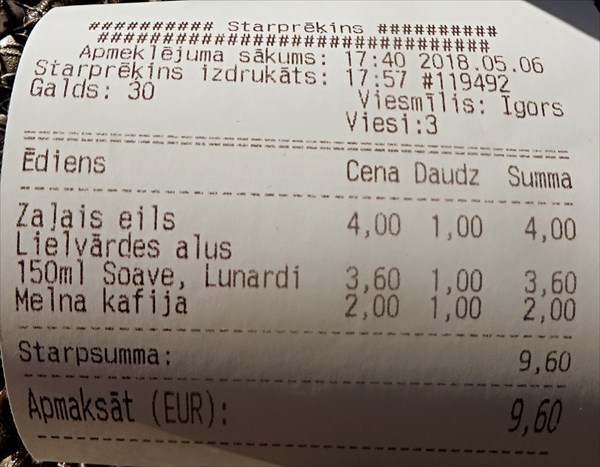 ########## Starprēķins ##########
################################
Apmeklējuma sākums: 17:40 2018.05.06
Starprēķins izdrukāts: 17:57 #119492
Galds: 30 Viesmīlis: Igors
Viesi:3
Ēdiens Cena Daudz Summa
Zaļais eils 4,00 1,00 4,00
Lielvārdes alus
150ml Soave, Lunardi 3,60 1,00 3,60
Melna kafija 2,00 1,00 2,00
Starpsumma: 9,60
Apmaksāt (EUR): 9,60